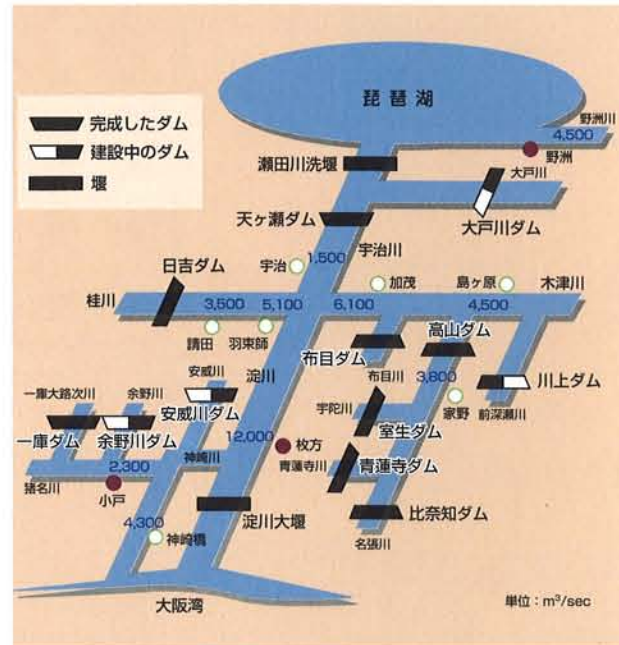 琵琶湖
完成したダム
建設中のダム
堰
野洲川
4,500
野洲
瀬田川洗堰
大戸川
大戸川ダム
天ヶ瀬ダム
宇治川
日吉ダム
宇治
1,500
加茂
島ヶ原
木津川
桂川
3,500
5,100
6,100
4,500
請田
羽束師
淀川
布目ダム
布目川
高山ダム
3,800
川上ダム
前深瀬川
家野
安威川
安威川ダム
一庫大路次川
余野川
一庫ダム
余野川ダム
宇陀川
室生ダム
12,000
枚方
青蓮寺川
青蓮寺ダム
神崎川
2,300
猪名川
小戸
淀川大堰
比奈知ダム
名張川
4,300
神崎橋
大阪湾
単位：m³/sec